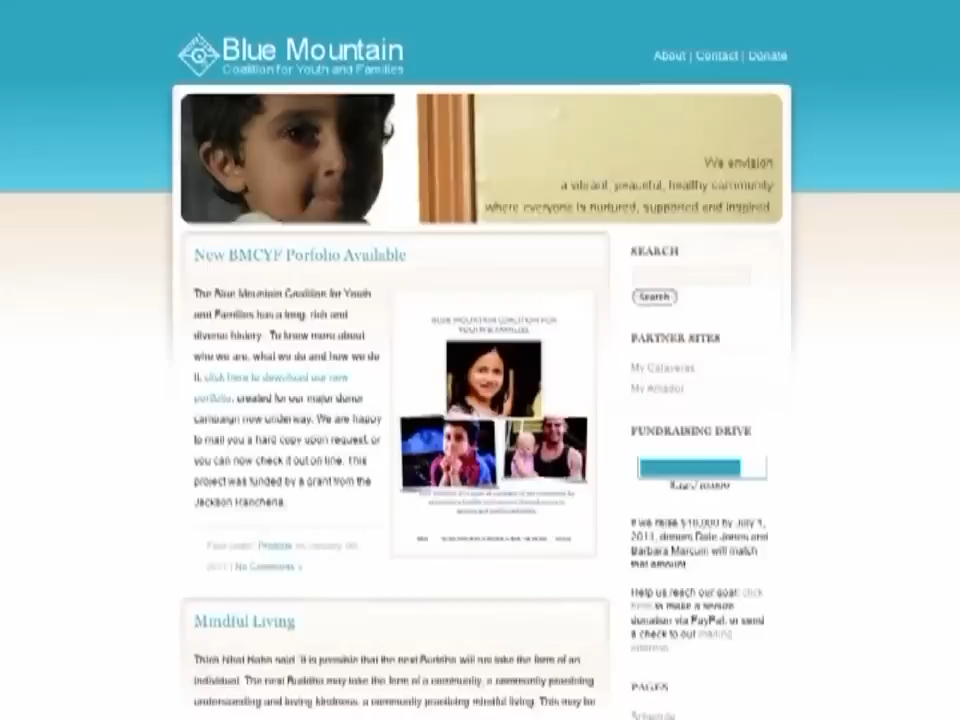 Blue Mountain
Coalition for Youth and Families
About | Contact | Donate
We envision
a vibrant, peaceful, healthy community
where everyone is nurtured, supported and inspired.
New BMCYF Porfolio Available
The Blue Mountain Coalition for Youth
and Families has a long, rich and
diverse history. To know more about
who we are, what we do and how we do
it, click here to download our new
portfolio, created for our major donor
campaign now underway. We are happy
to mail you a hard copy upon request, or
you can now check it out on line. This
project was funded by a grant from the
Jackson Rancheria.
BLUE MOUNTAIN COALITION FOR
YOUTH & FAMILIES
No Comments »
Mindful Living
Thich Nhat Hahn said "It is possible that the next Buddha will not take the form of an
individual. The next Buddha may take the form of a community, a community practicing
understanding and loving kindness, a community practicing mindful living. This may be
SEARCH
Search
PARTNER SITES
My Calaveras
My Amador
FUNDRAISING DRIVE
If we raise $10,000 by July 1,
2011, donors Dale Jones and
Barbara Marcum will match
that amount.
Help us reach our goal: click
here to make a secure
donation via PayPal, or send
a check to our mailing
address.
PAGES
Schedule